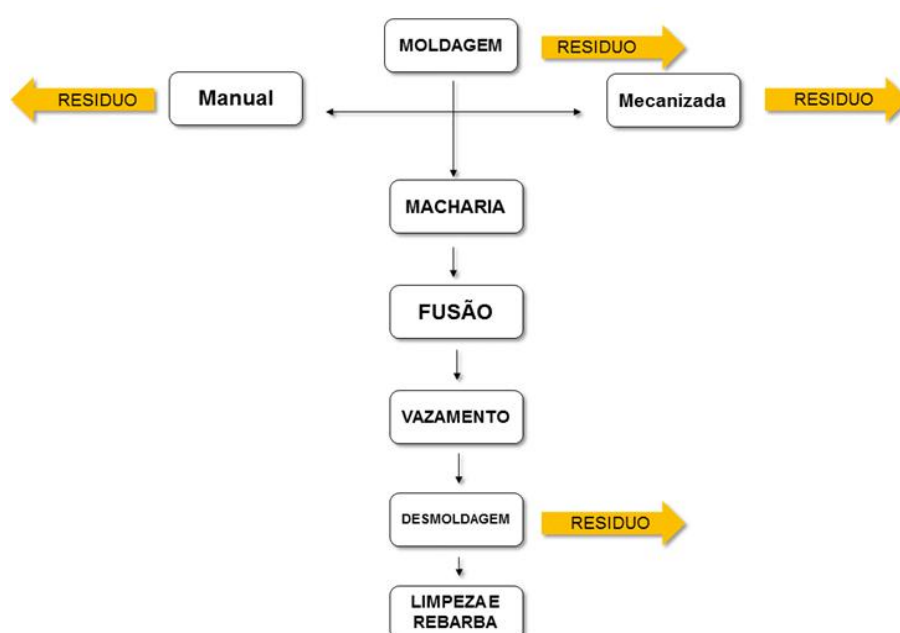 MOLDAGEM
RESIDUO
RESIDUO
Manual
Mecanizada
RESIDUO
MACHARIA
FUSÃO
VAZAMENTO
DESMOLDAGEM
RESIDUO
LIMPEZA E
REBARBA